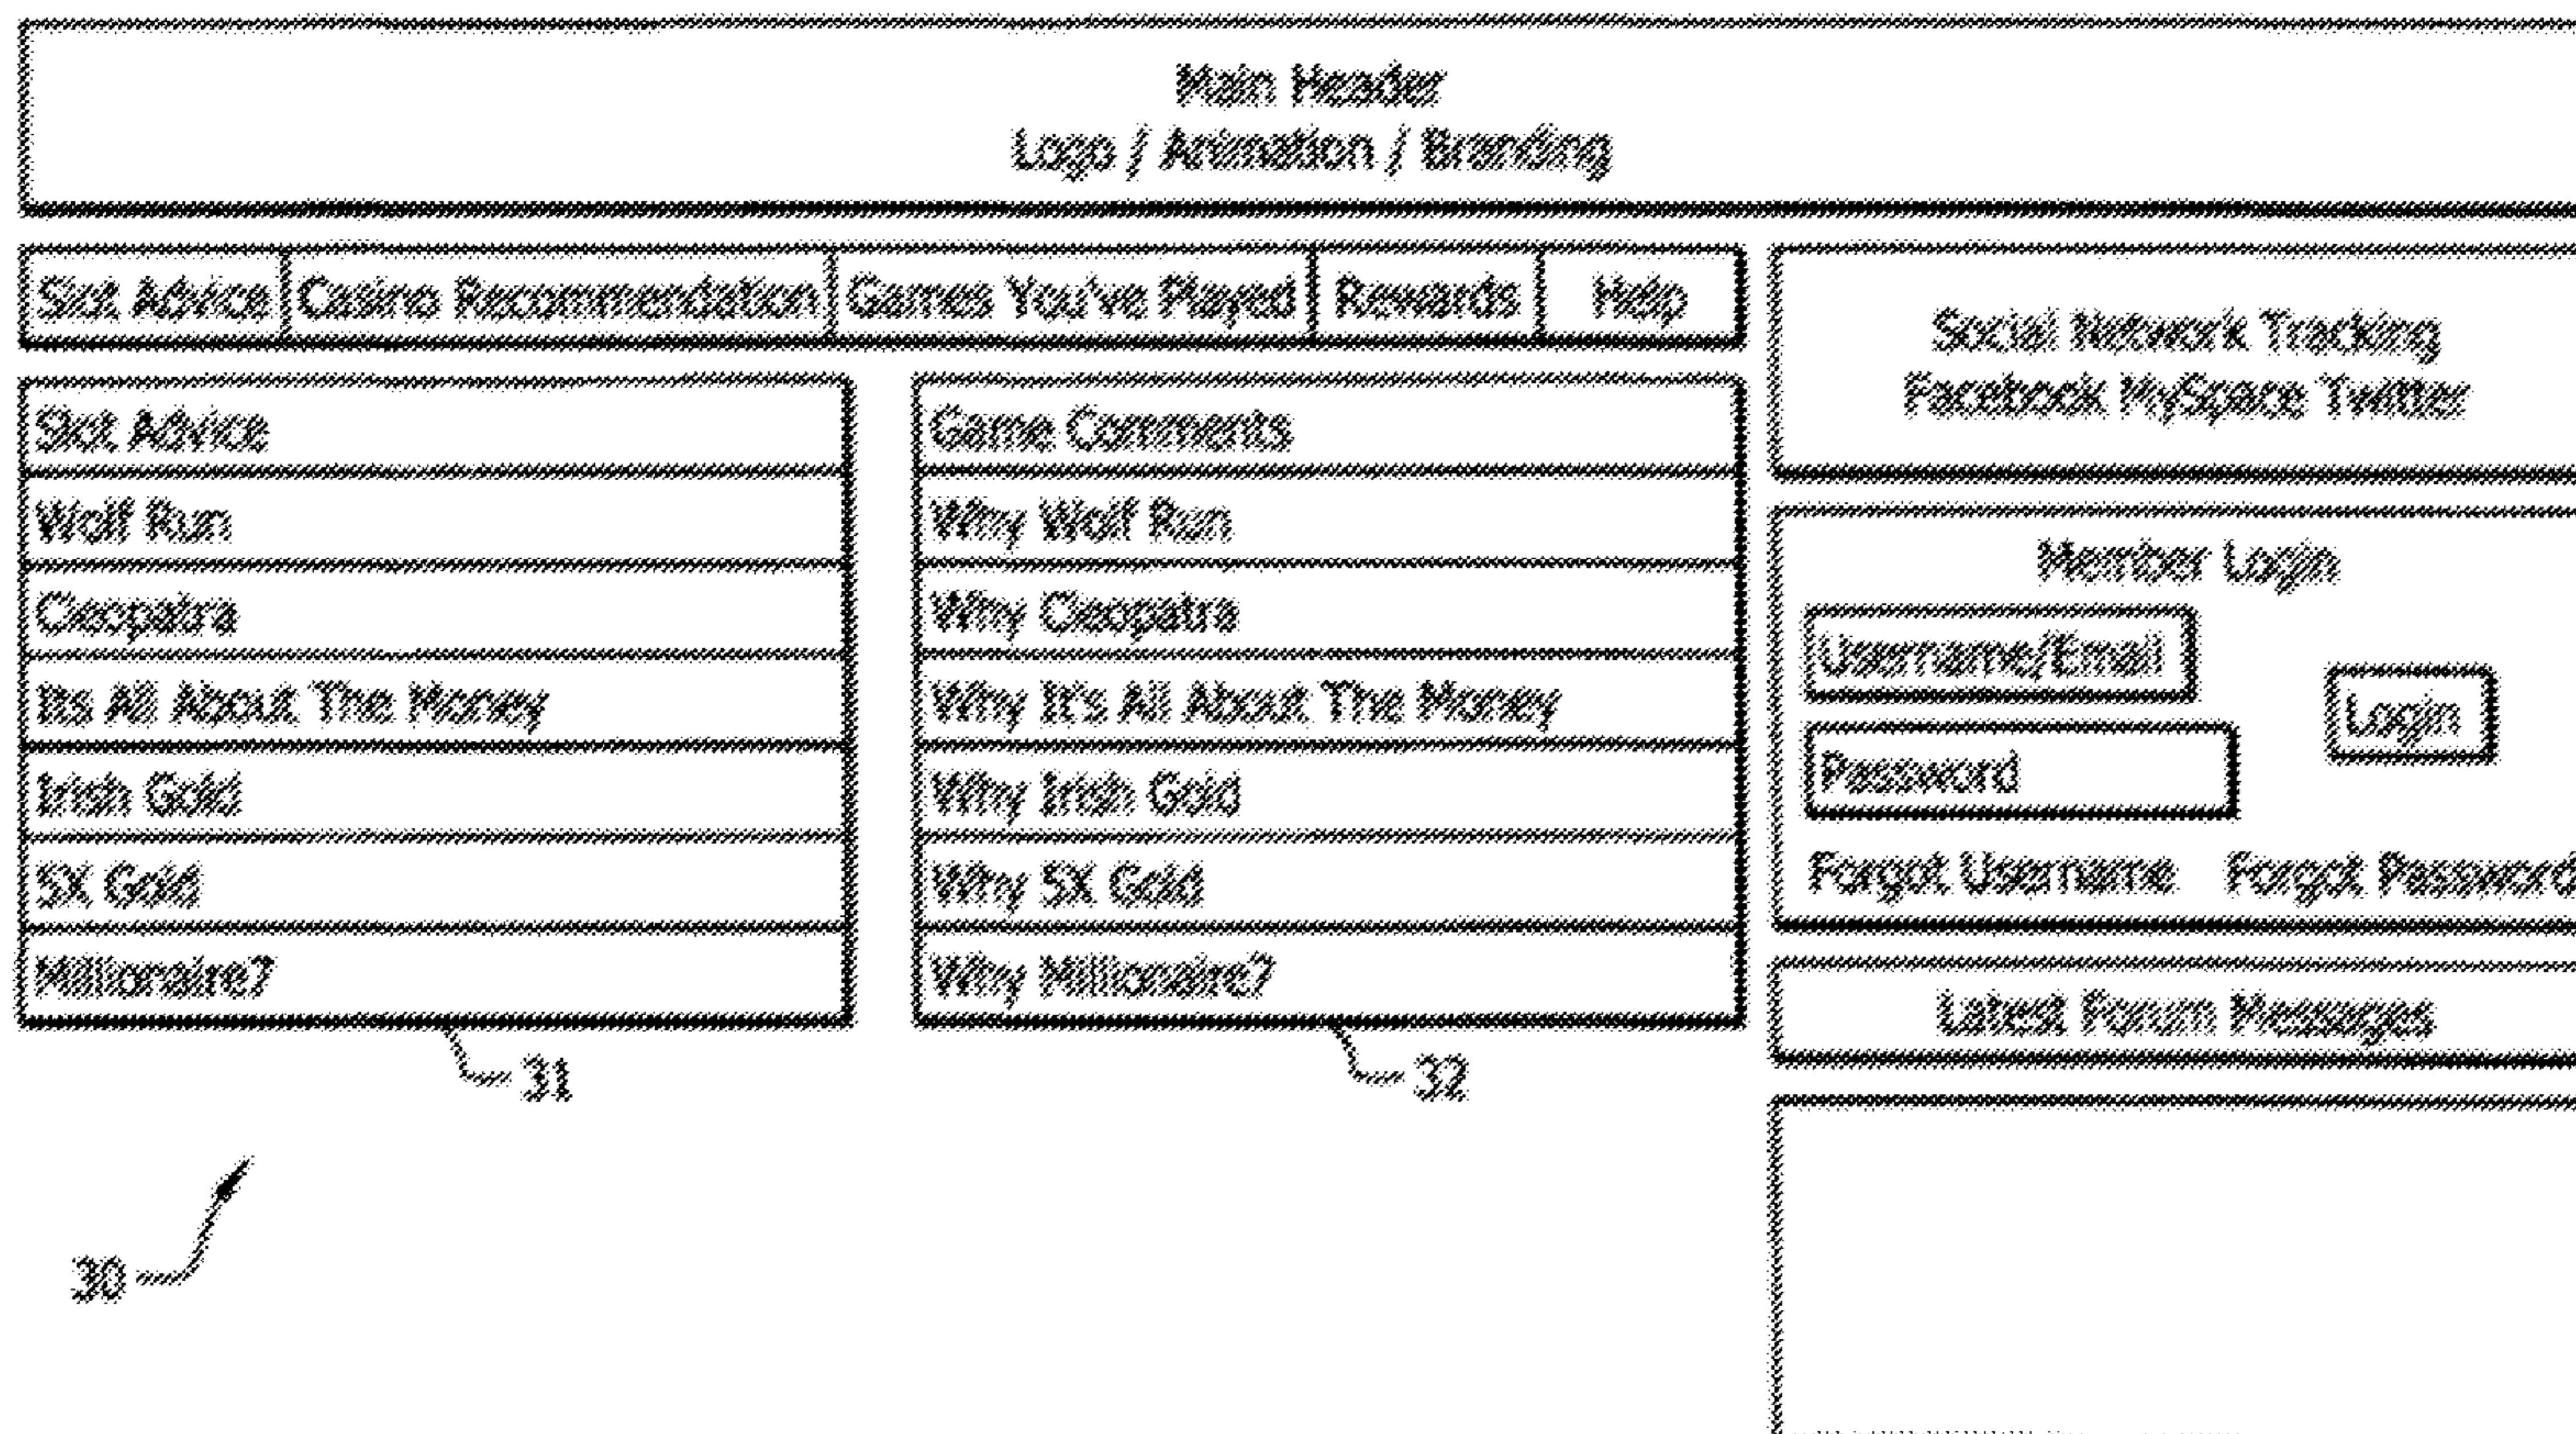 Main Header
Logo / Animation / Branding
Slot Advice Casino Recommendation Games You've Played Rewards Help
Slot Advice
Wolf Run
Cleopatra
Its All About The Money
Irish Gold
5X Gold
Millionaire?
31
Game Comments
Why Wolf Run
Why Cleopatra
Why It's All About The Money
Why Irish Gold
Why 5X Gold
Why Millionaire?
32
30
Social Network Tracking
Facebook MySpace Twitter
Member Login
Username/Email
Login
Password
Forgot Username Forgot Password
Latest Forum Messages